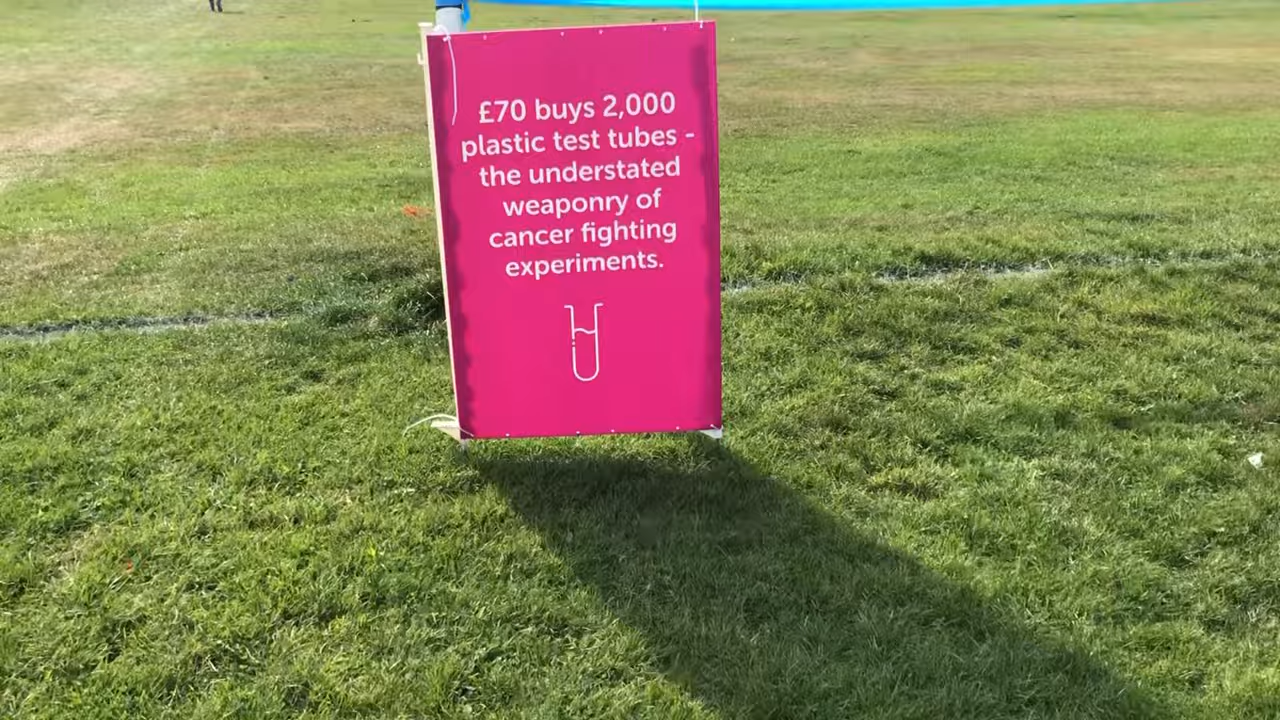 £70 buys 2,000
plastic test tubes -
the understated
weaponry of
cancer fighting
experiments.